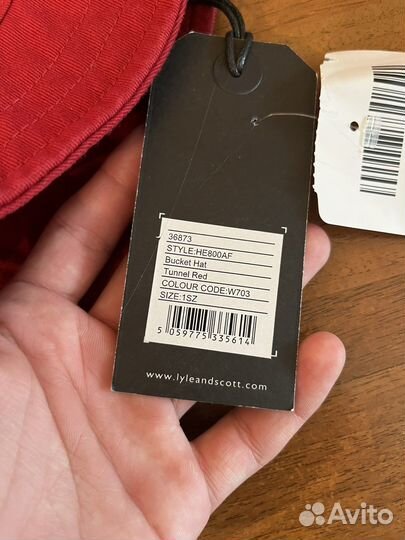 36873
STYLE:HE800AF
Bucket Hat
Tunnel Red
COLOUR CODE:W703
SIZE:1SZ
5 059775 335614
www.lyleandscott.com
Avito